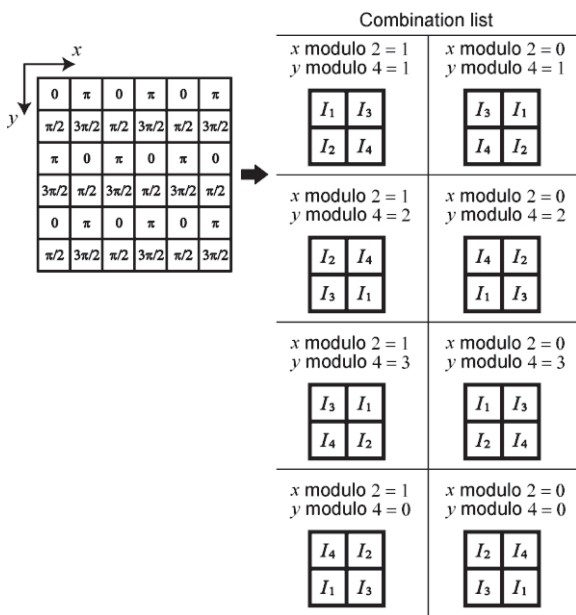 Combination list
x
y
0 π 0 π 0 π
π/2 3π/2 π/2 3π/2 π/2 3π/2
π 0 π 0 π 0
3π/2 π/2 3π/2 π/2 3π/2 π/2
0 π 0 π 0 π
π/2 3π/2 π/2 3π/2 π/2 3π/2
x modulo 2 = 1
y modulo 4 = 1
I₁ I₃
I₂ I₄
x modulo 2 = 0
y modulo 4 = 1
I₃ I₁
I₄ I₂
x modulo 2 = 1
y modulo 4 = 2
I₂ I₄
I₃ I₁
x modulo 2 = 0
y modulo 4 = 2
I₄ I₂
I₁ I₃
x modulo 2 = 1
y modulo 4 = 3
I₃ I₁
I₄ I₂
x modulo 2 = 0
y modulo 4 = 3
I₁ I₃
I₂ I₄
x modulo 2 = 1
y modulo 4 = 0
I₄ I₂
I₁ I₃
x modulo 2 = 0
y modulo 4 = 0
I₂ I₄
I₃ I₁